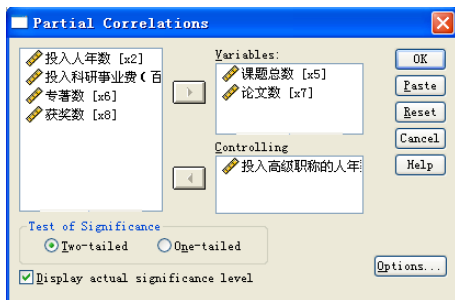 Partial Correlations
投入人年数 [x2]
投入科研事业费(百
专著数 [x6]
获奖数 [x8]
Variables:
课题总数 [x5]
论文数 [x7]
Controlling
投入高级职称的人年
OK
Paste
Reset
Cancel
Help
Test of Significance
Two-tailed
One-tailed
Display actual significance level
Options...